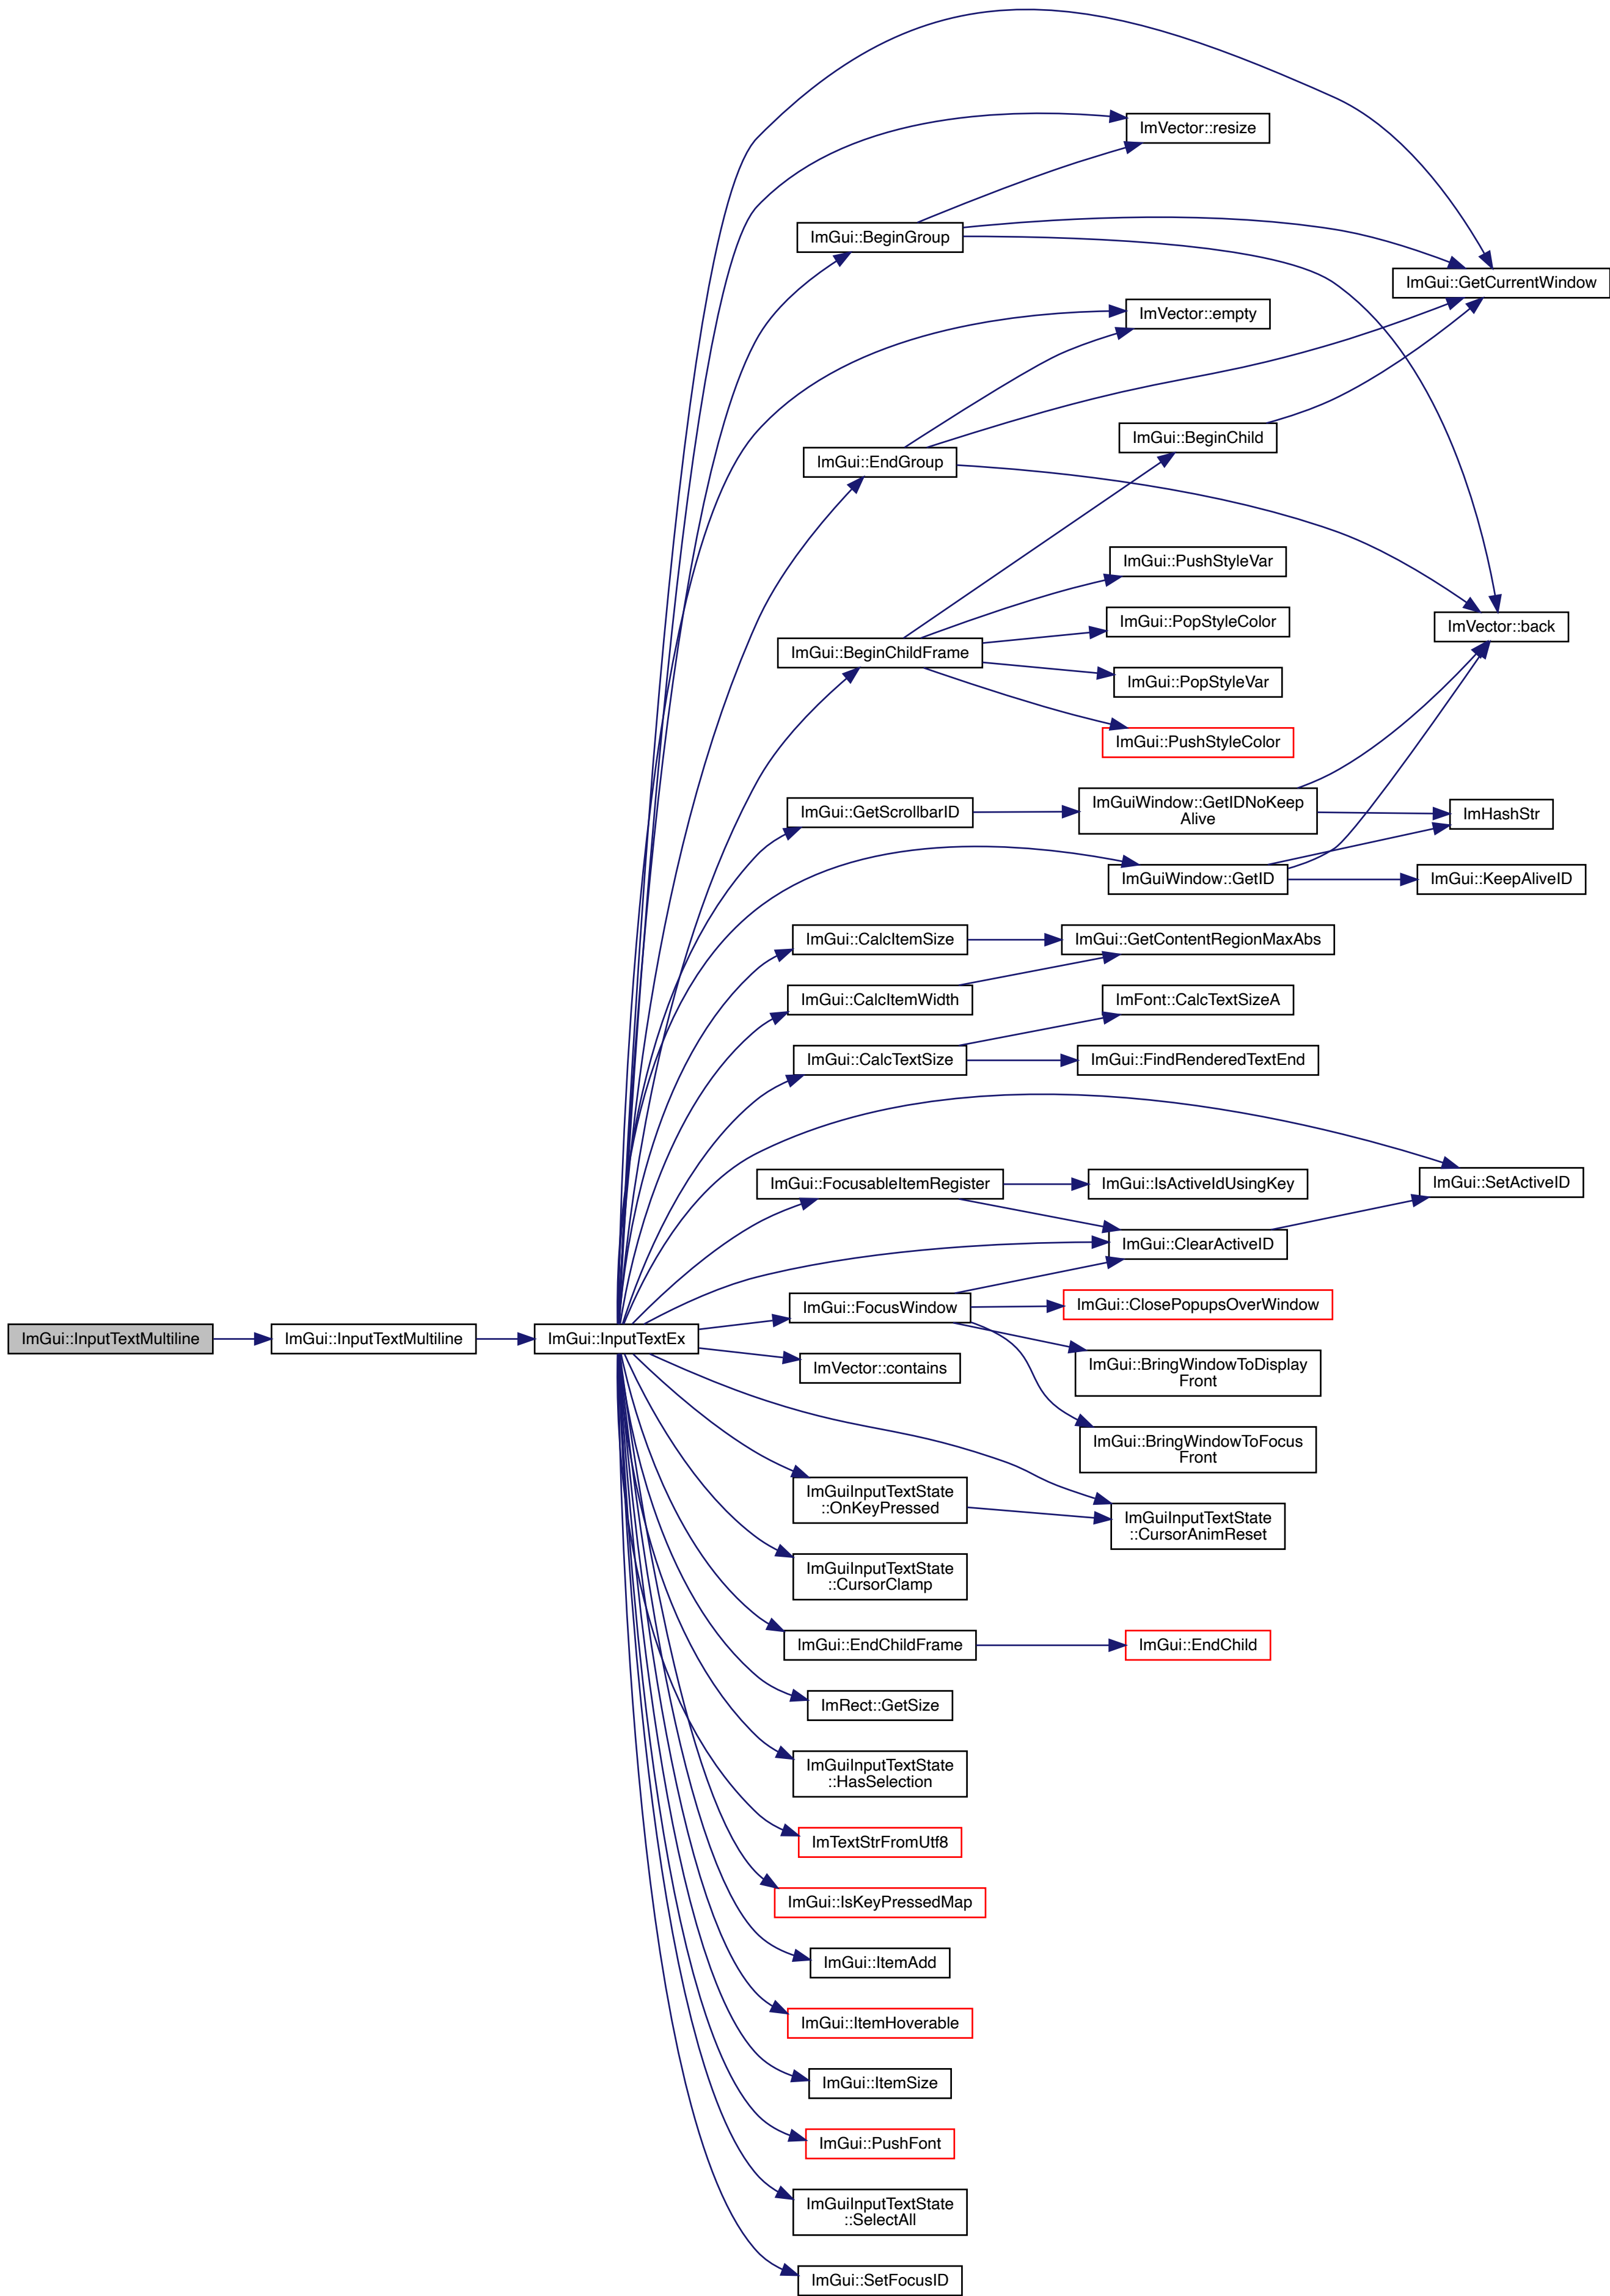 ImVector::resize
ImGui::BeginGroup
ImGui::GetCurrentWindow
ImVector::empty
ImGui::BeginChild
ImGui::EndGroup
ImGui::PushStyleVar
ImGui::PopStyleColor
ImVector::back
ImGui::BeginChildFrame
ImGui::PopStyleVar
ImGui::PushStyleColor
ImGui::GetScrollbarID
ImGuiWindow::GetIDNoKeep
Alive
ImHashStr
ImGuiWindow::GetID
ImGui::KeepAliveID
ImGui::CalcItemSize
ImGui::GetContentRegionMaxAbs
ImGui::CalcItemWidth
ImFont::CalcTextSizeA
ImGui::CalcTextSize
ImGui::FindRenderedTextEnd
ImGui::FocusableItemRegister
ImGui::IsActiveIdUsingKey
ImGui::SetActiveID
ImGui::ClearActiveID
ImGui::FocusWindow
ImGui::ClosePopupsOverWindow
ImGui::InputTextMultiline
ImGui::InputTextMultiline
ImGui::InputTextEx
ImVector::contains
ImGui::BringWindowToDisplay
Front
ImGui::BringWindowToFocus
Front
ImGuiInputTextState
::OnKeyPressed
ImGuiInputTextState
::CursorAnimReset
ImGuiInputTextState
::CursorClamp
ImGui::EndChildFrame
ImGui::EndChild
ImRect::GetSize
ImGuiInputTextState
::HasSelection
ImTextStrFromUtf8
ImGui::IsKeyPressedMap
ImGui::ItemAdd
ImGui::ItemHoverable
ImGui::ItemSize
ImGui::PushFont
ImGuiInputTextState
::SelectAll
ImGui::SetFocusID